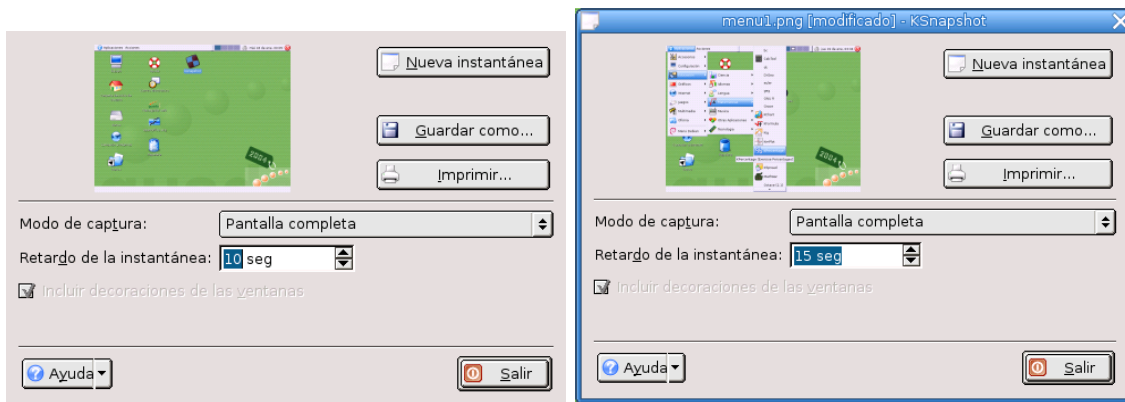 Nueva instantánea
Guardar como...
Imprimir...
Modo de captura: Pantalla completa
Retardo de la instantánea: 10 seg
Incluir decoraciones de las ventanas
Ayuda
Salir
menu1.png [modificado] - KSnapshot
Nueva instantánea
Guardar como...
Imprimir...
Modo de captura: Pantalla completa
Retardo de la instantánea: 15 seg
Incluir decoraciones de las ventanas
Ayuda
Salir